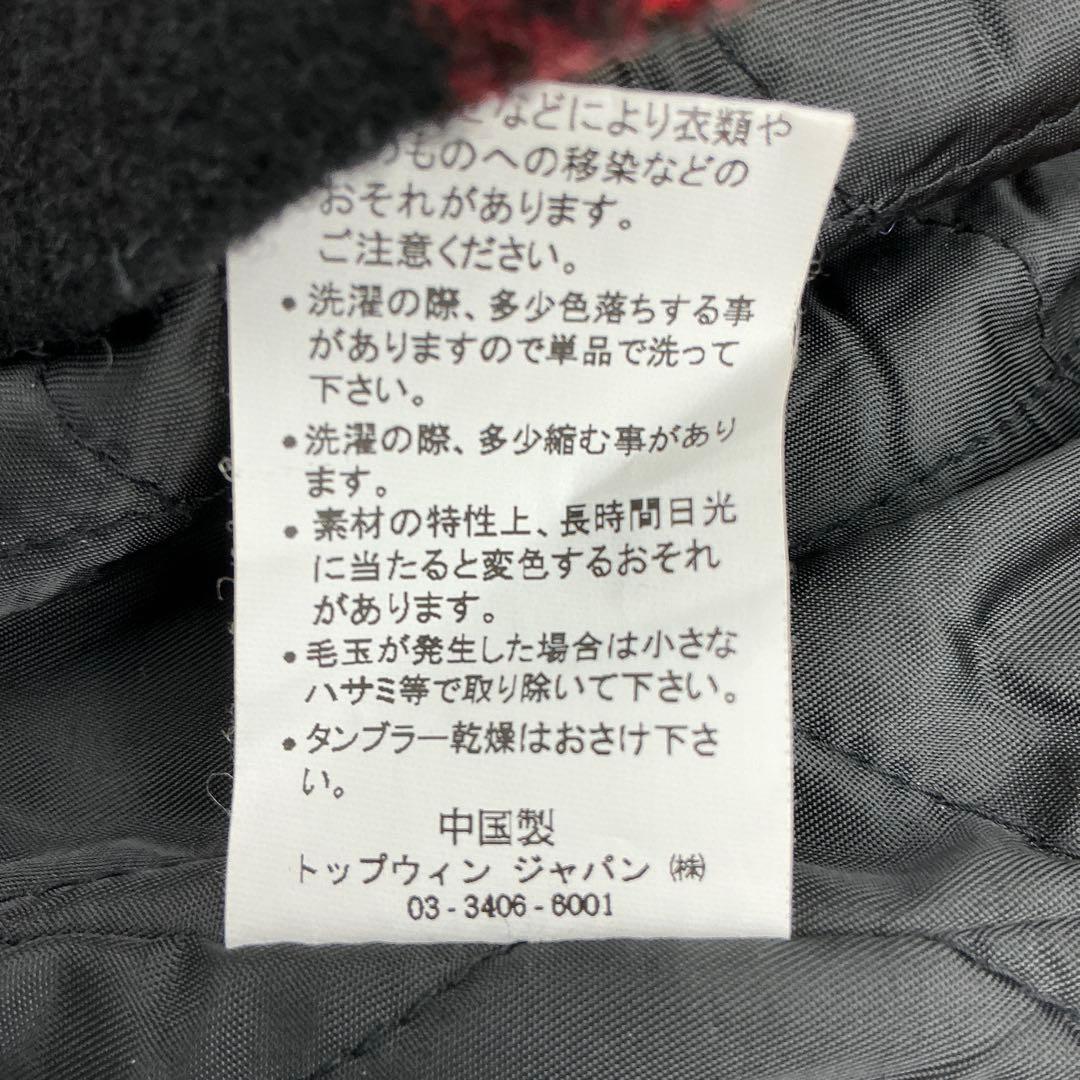 などにより衣類や
ものへの移染などの
おそれがあります。
ご注意ください。
• 洗濯の際、多少色落ちする事
がありますので単品で洗って
下さい。
• 洗濯の際、多少縮む事があり
ます。
• 素材の特性上、長時間日光
に当たると変色するおそれ
があります。
• 毛玉が発生した場合は小さな
ハサミ等で取り除いて下さい。
• タンブラー乾燥はおさけ下さ
い。
中国製
トップウィン ジャパン ㈱
03-3406-6001